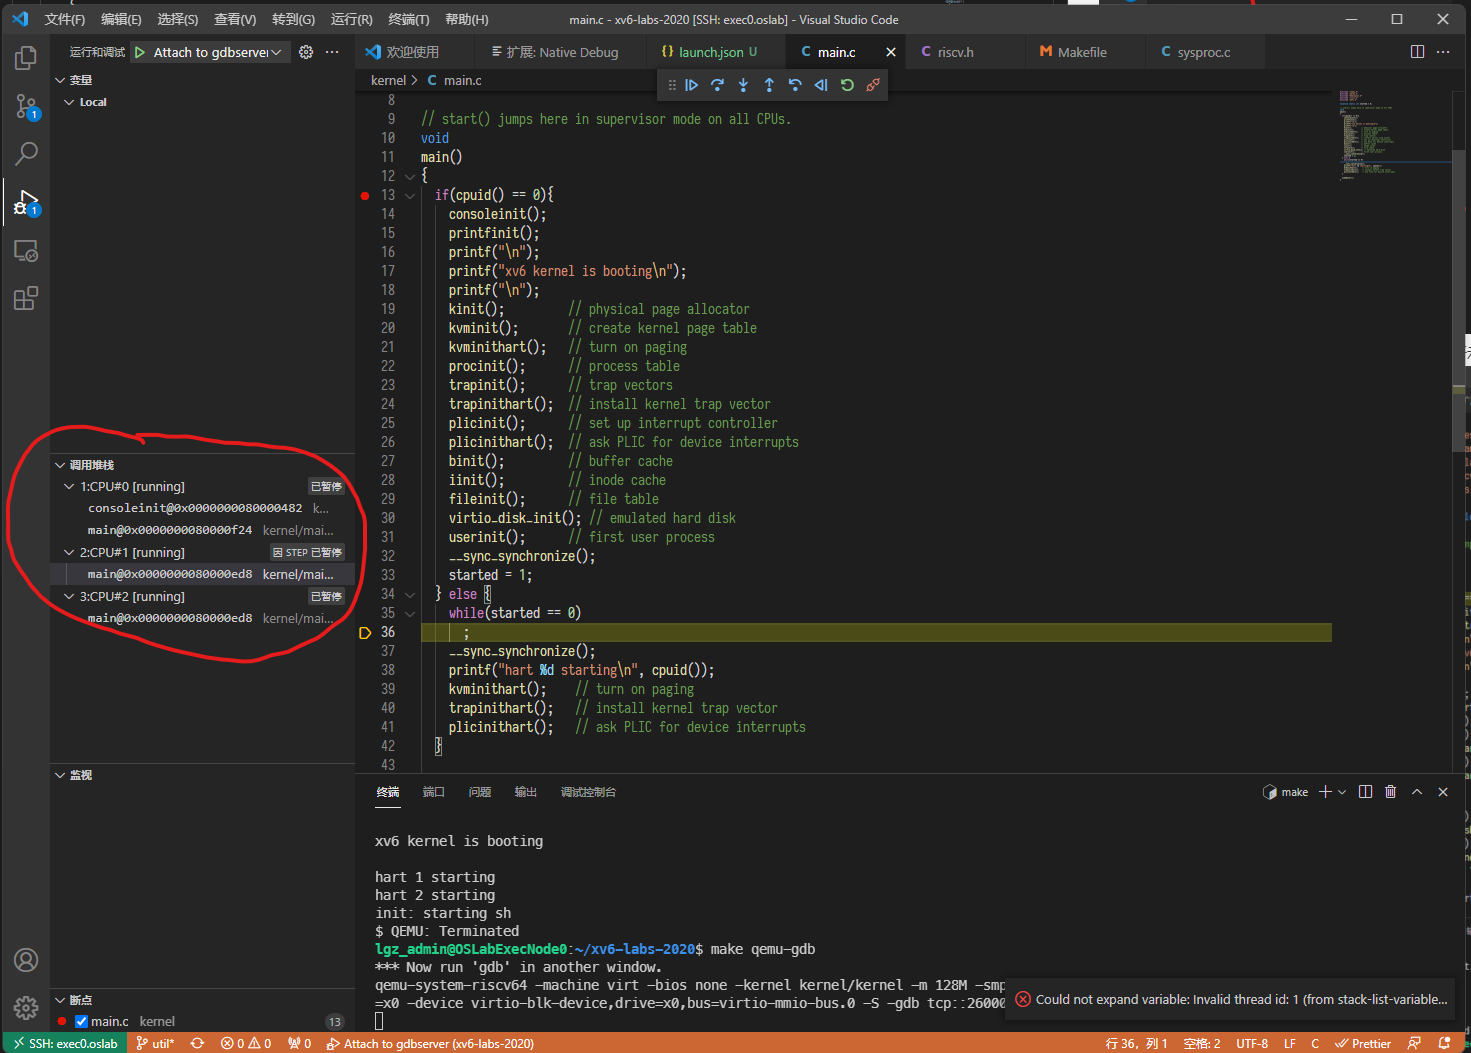 文件(F) 编辑(E) 选择(S) 查看(V) 转到(G) 运行(R) 终端(T) 帮助(H) main.c - xv6-labs-2020 [SSH: exec0.oslab] - Visual Studio Code
运行和调试 Attach to gdbserver
欢迎使用 扩展: Native Debug launch.json U main.c riscv.h Makefile sysproc.c
kernel > C main.c
变量
Local
8
9 // start() jumps here in supervisor mode on all CPUs.
10 void
11 main()
12 {
13 if(cpuid() == 0){
14 consoleinit();
15 printfinit();
16 printf("\n");
17 printf("xv6 kernel is booting\n");
18 printf("\n");
19 kinit(); // physical page allocator
20 kvminit(); // create kernel page table
21 kvminithart(); // turn on paging
22 procinit(); // process table
23 trapinit(); // trap vectors
24 trapinithart(); // install kernel trap vector
25 plicinit(); // set up interrupt controller
26 plicinithart(); // ask PLIC for device interrupts
27 binit(); // buffer cache
28 iinit(); // inode cache
29 fileinit(); // file table
30 virtio_disk_init(); // emulated hard disk
31 userinit(); // first user process
32 __sync_synchronize();
33 started = 1;
34 } else {
35 while(started == 0)
36 ;
37 __sync_synchronize();
38 printf("hart %d starting\n", cpuid());
39 kvminithart(); // turn on paging
40 trapinithart(); // install kernel trap vector
41 plicinithart(); // ask PLIC for device interrupts
42 }
43
调用堆栈
1:CPU#0 [running] 已暂停
consoleinit@0x0000000080000482 k...
main@0x0000000080000f24 kernel/mai...
2:CPU#1 [running] 因 STEP 已暂停
main@0x0000000080000ed8 kernel/mai...
3:CPU#2 [running] 已暂停
main@0x0000000080000ed8 kernel/mai...
监视
断点
main.c kernel 13
终端 端口 问题 输出 调试控制台 make
xv6 kernel is booting
hart 1 starting
hart 2 starting
init: starting sh
$ QEMU: Terminated
lgz_admin@OSLabExecNode0:~/xv6-labs-2020$ make qemu-gdb
*** Now run 'gdb' in another window.
qemu-system-riscv64 -machine virt -bios none -kernel kernel/kernel -m 128M -smp
=x0 -device virtio-blk-device,drive=x0,bus=virtio-mmio-bus.0 -S -gdb tcp::26000
Could not expand variable: Invalid thread id: 1 (from stack-list-variable...
SSH: exec0.oslab util* 0 0 0 Attach to gdbserver (xv6-labs-2020) 行 36, 列 1 空格: 2 UTF-8 LF C Prettier